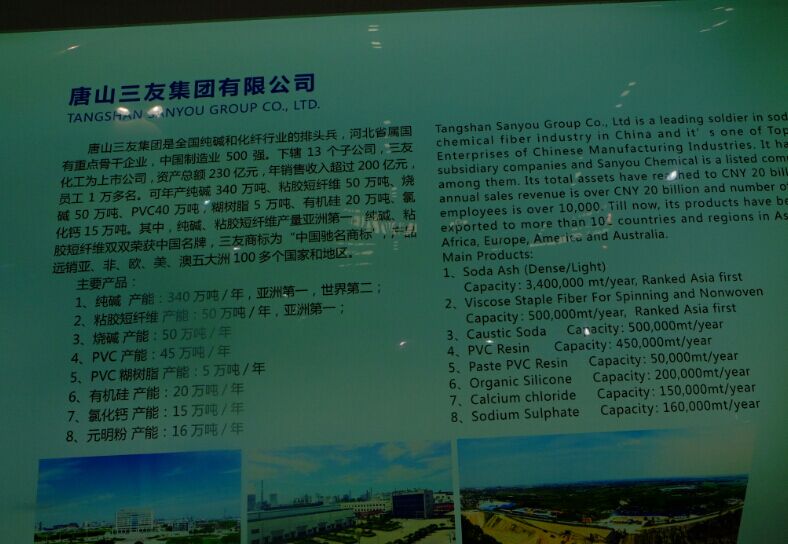 唐山三友集团有限公司
TANGSHAN SANYOU GROUP CO., LTD.
唐山三友集团是全国纯碱和化纤行业的排头兵，河北省属国
有重点骨干企业，中国制造业 500 强。下辖 13 个子公司，三友
化工为上市公司，资产总额 230 亿元，年销售收入超过 200 亿元，
员工 1 万多名。可年产纯碱 340 万吨、粘胶短纤维 50 万吨、烧
碱 50 万吨、PVC40 万吨，糊树脂 5 万吨、有机硅 20 万吨、氯
化钙 15 万吨。其中，纯碱、粘胶短纤维产量亚洲第一，纯碱、粘
胶短纤维双双荣获中国名牌，三友商标为“中国驰名商标”，产品
远销亚、非、欧、美、澳五大洲 100 多个国家和地区。
主要产品：
1、纯碱 产能：340 万吨 / 年，亚洲第一，世界第二；
2、粘胶短纤维 产能：50 万吨 / 年，亚洲第一；
3、烧碱 产能：50 万吨 / 年
4、PVC 产能：45 万吨 / 年
5、PVC 糊树脂 产能：5 万吨 / 年
6、有机硅 产能：20 万吨 / 年
7、氯化钙 产能：15 万吨 / 年
8、元明粉 产能：16 万吨 / 年
Tangshan Sanyou Group Co., Ltd is a leading soldier in sod
chemical fiber industry in China and it's one of Top
Enterprises of Chinese Manufacturing Industries. It ha
subsidiary companies and Sanyou Chemical is a listed com
among them. Its total assets have to CNY 20 bill
annual sales revenue is over CNY 20 billion and number of
employees is over 10,000. Till now, its products have be
exported to more than countries and regions in As
Africa, Europe, America and Australia.
Main Products:
1、Soda Ash (Dense/Light)
Capacity: 3,400,000 mt/year, Ranked Asia first
2、Viscose Staple Fiber For Spinning and Nonwoven
Capacity: 500,000mt/year, Ranked Asia first
3、Caustic Soda Capacity: 500,000mt/year
4、PVC Resin Capacity: 450,000mt/year
5、Paste PVC Resin Capacity: 50,000mt/year
6、Organic Silicone Capacity: 200,000mt/year
7、Calcium chloride Capacity: 150,000mt/year
8、Sodium Sulphate Capacity: 160,000mt/year